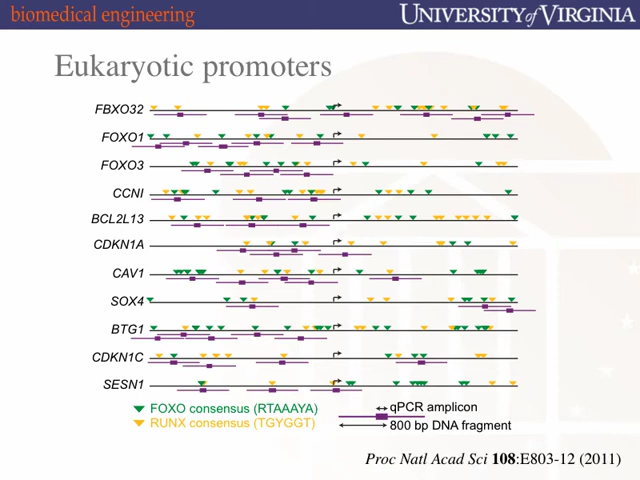 biomedical engineering
UNIVERSITY of VIRGINIA
Eukaryotic promoters
FBXO32
FOXO1
FOXO3
CCNI
BCL2L13
CDKN1A
CAV1
SOX4
BTG1
CDKN1C
SESN1
FOXO consensus (RTAAAYA)
RUNX consensus (TGYGGT)
qPCR amplicon
800 bp DNA fragment
Proc Natl Acad Sci 108:E803-12 (2011)